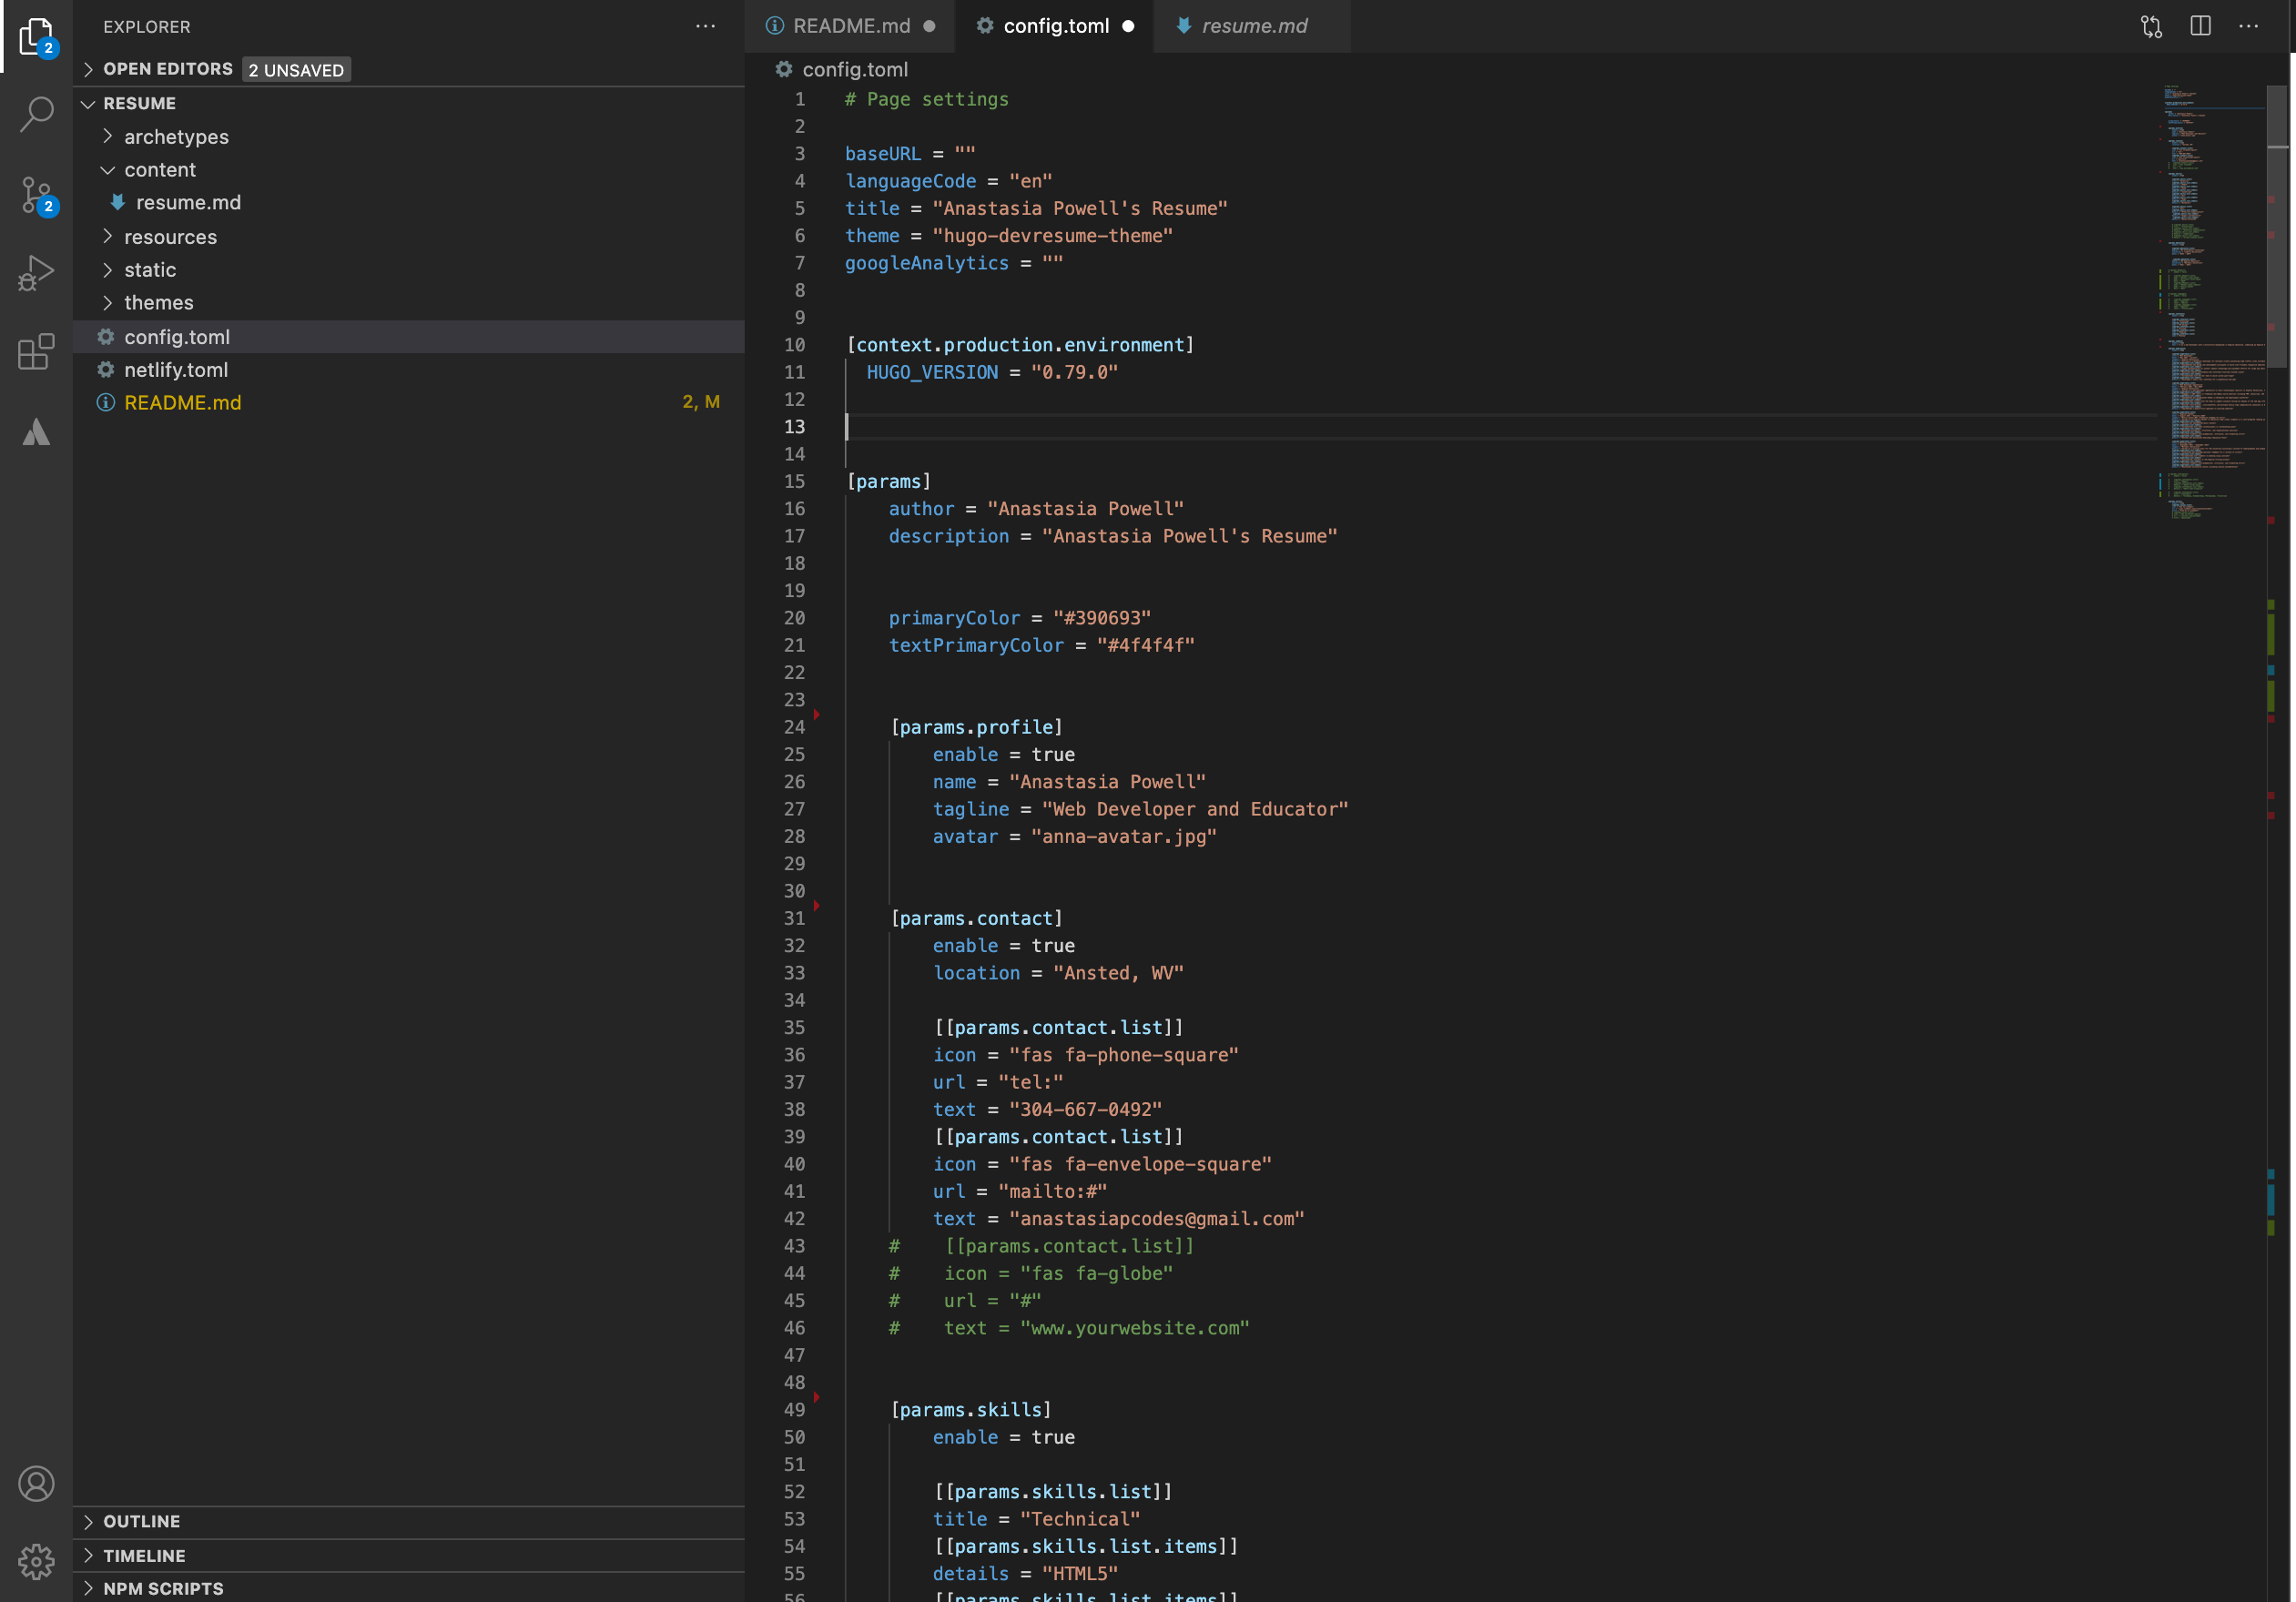 EXPLORER
OPEN EDITORS 2 UNSAVED
RESUME
archetypes
content
resume.md
resources
static
themes
config.toml
netlify.toml
README.md 2, M
OUTLINE
TIMELINE
NPM SCRIPTS
2
2
README.md config.toml resume.md
config.toml
1 # Page settings
2
3 baseURL = ""
4 languageCode = "en"
5 title = "Anastasia Powell's Resume"
6 theme = "hugo-devresume-theme"
7 googleAnalytics = ""
8
9
10 [context.production.environment]
11 HUGO_VERSION = "0.79.0"
12
13
14
15 [params]
16 author = "Anastasia Powell"
17 description = "Anastasia Powell's Resume"
18
19
20 primaryColor = "#390693"
21 textPrimaryColor = "#4f4f4f"
22
23
24 [params.profile]
25 enable = true
26 name = "Anastasia Powell"
27 tagline = "Web Developer and Educator"
28 avatar = "anna-avatar.jpg"
29
30
31 [params.contact]
32 enable = true
33 location = "Ansted, WV"
34
35 [[params.contact.list]]
36 icon = "fas fa-phone-square"
37 url = "tel:"
38 text = "304-667-0492"
39 [[params.contact.list]]
40 icon = "fas fa-envelope-square"
41 url = "mailto:#"
42 text = "anastasiapcodes@gmail.com"
43 # [[params.contact.list]]
44 # icon = "fas fa-globe"
45 # url = "#"
46 # text = "www.yourwebsite.com"
47
48
49 [params.skills]
50 enable = true
51
52 [[params.skills.list]]
53 title = "Technical"
54 [[params.skills.list.items]]
55 details = "HTML5"
56 [[params.skills.list.items]]